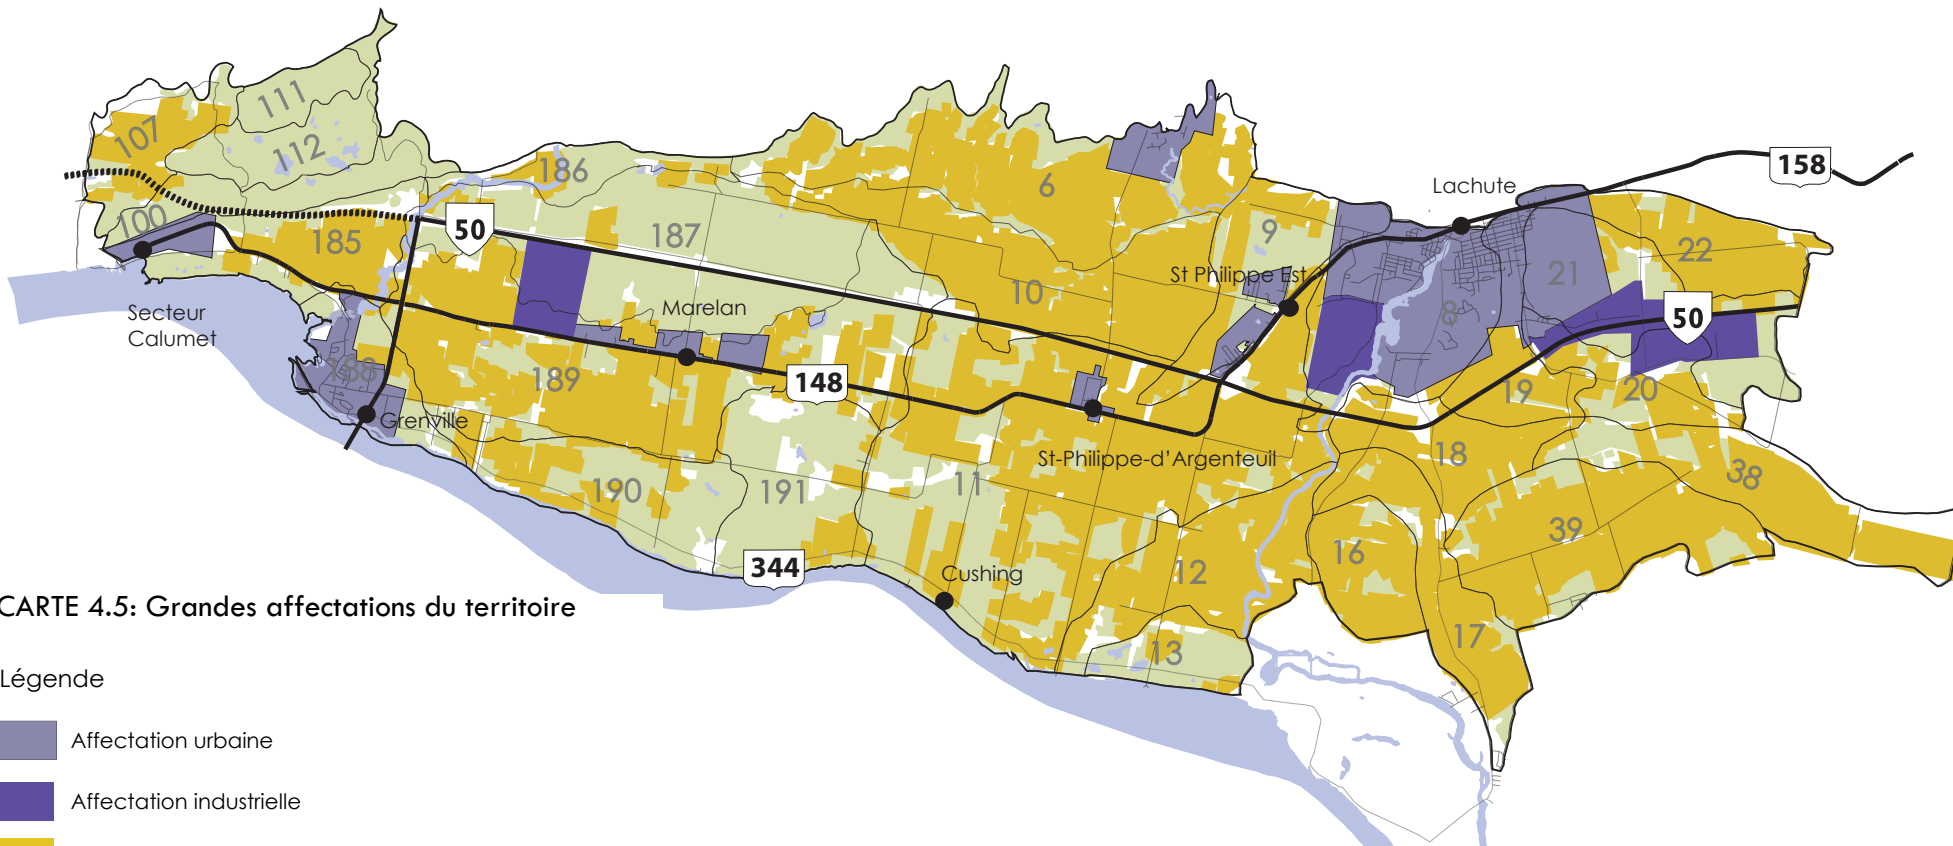 111
107
112
158
186
Lachute
6
100
50
185
187
9
22
St Philippe Est
21
10
Secteur
Calumet
Marelan
8
50
188
189
148
19
20
Grenville
St-Philippe-d'Argenteuil
18
38
190
191
11
39
16
344
Cushing
12
CARTE 4.5: Grandes affectations du territoire
17
13
Légende
Affectation urbaine
Affectation industrielle